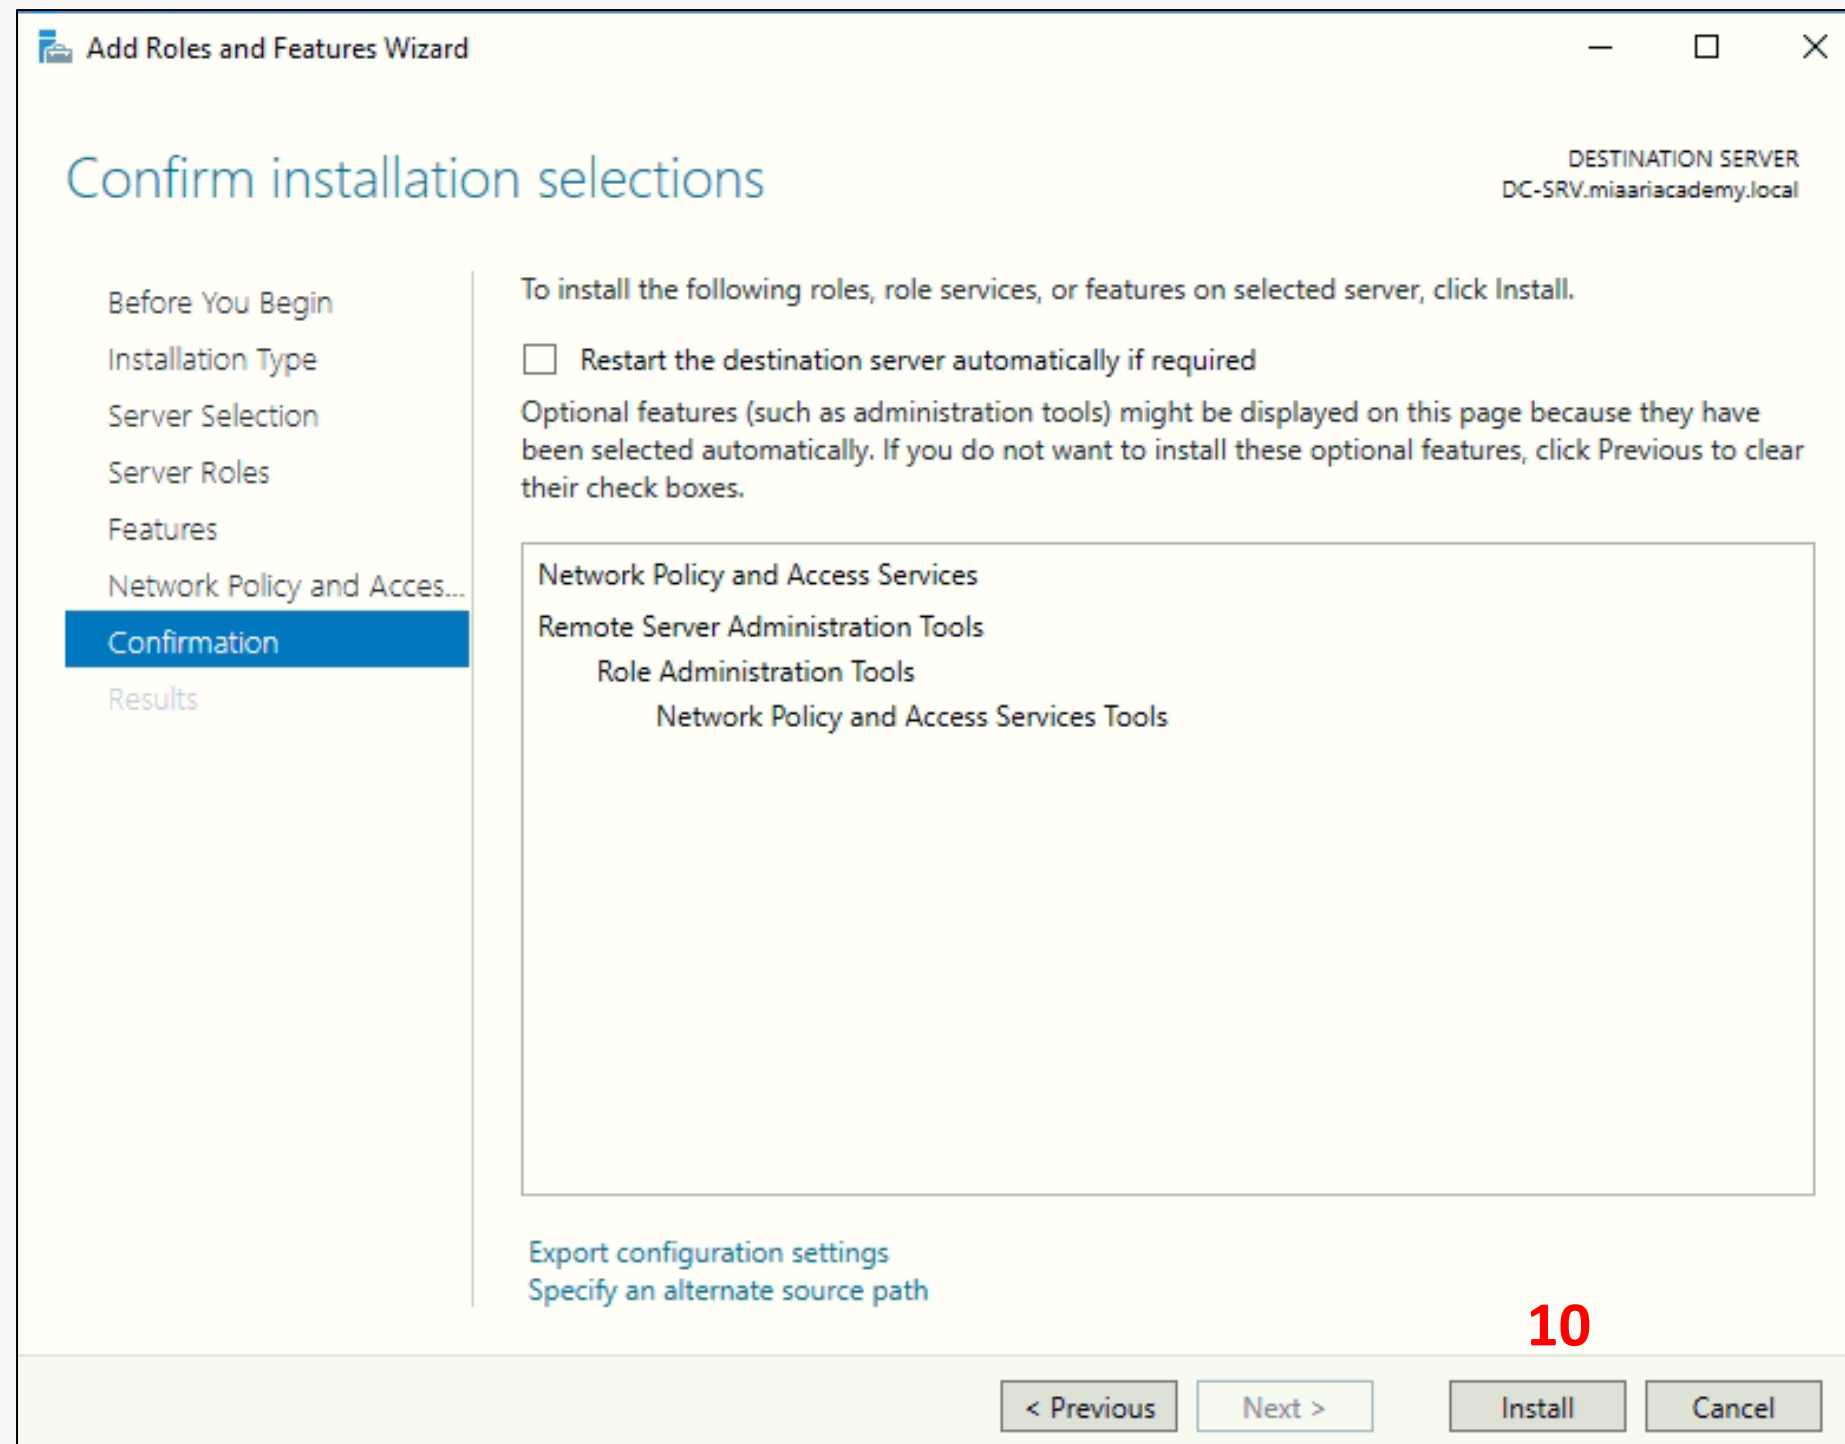 Add Roles and Features Wizard
Confirm installation selections
DESTINATION SERVER
DC-SRV.miaariacademy.local
Before You Begin
Installation Type
Server Selection
Server Roles
Features
Network Policy and Acces...
Confirmation
Results
To install the following roles, role services, or features on selected server, click Install.
Restart the destination server automatically if required
Optional features (such as administration tools) might be displayed on this page because they have
been selected automatically. If you do not want to install these optional features, click Previous to clear
their check boxes.
Network Policy and Access Services
Remote Server Administration Tools
Role Administration Tools
Network Policy and Access Services Tools
Export configuration settings
Specify an alternate source path
10
< Previous
Next >
Install
Cancel